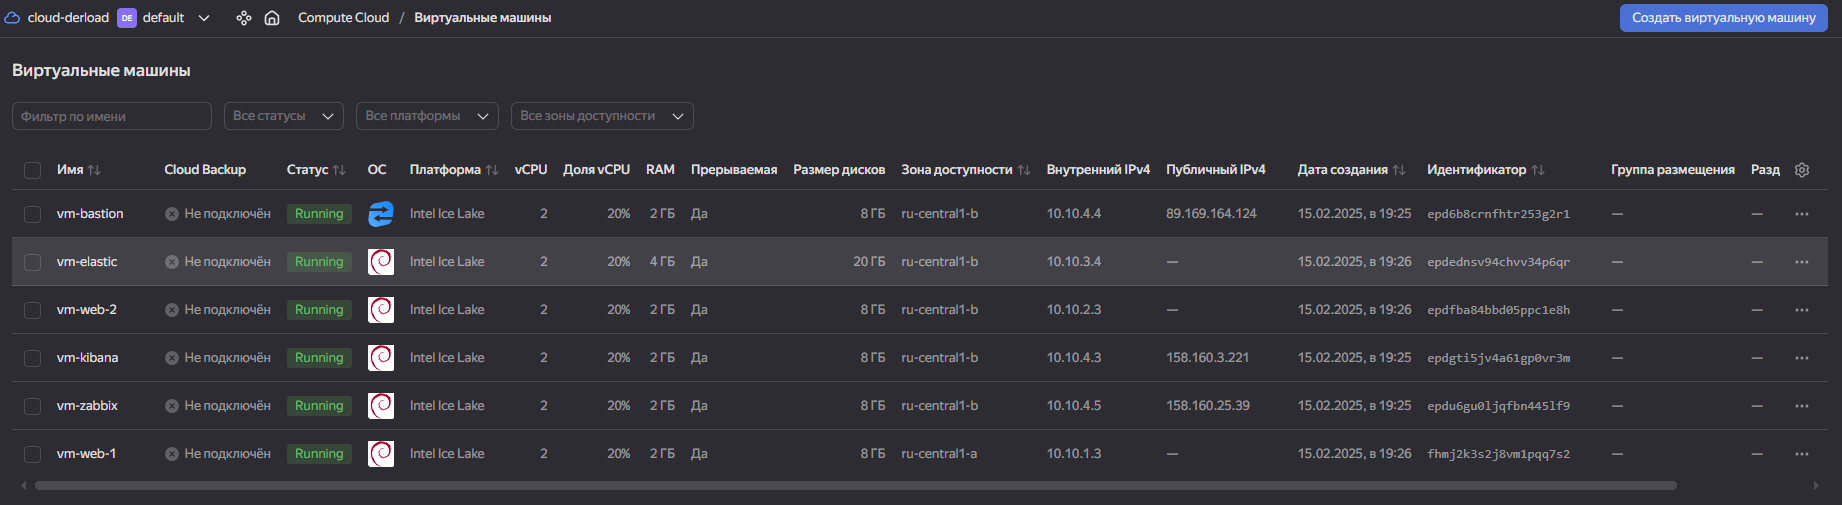 cloud-derload DE default Compute Cloud / Виртуальные машины Создать виртуальную машину
Виртуальные машины
Фильтр по имени Все статусы Все платформы Все зоны доступности
Имя Cloud Backup Статус ОС Платформа vCPU Доля vCPU RAM Прерываемая Размер дисков Зона доступности Внутренний IPv4 Публичный IPv4 Дата создания Идентификатор Группа размещения Разд
vm-bastion Не подключён Running Intel Ice Lake 2 20% 2 ГБ Да 8 ГБ ru-central1-b 10.10.4.4 89.169.164.124 15.02.2025, в 19:25 epd6b8crnfhtr253g2r1 — —
vm-elastic Не подключён Running Intel Ice Lake 2 20% 4 ГБ Да 20 ГБ ru-central1-b 10.10.3.4 — 15.02.2025, в 19:26 epdednsv94chvv34p6qr — —
vm-web-2 Не подключён Running Intel Ice Lake 2 20% 2 ГБ Да 8 ГБ ru-central1-b 10.10.2.3 — 15.02.2025, в 19:26 epdfba84bbd05ppc1e8h — —
vm-kibana Не подключён Running Intel Ice Lake 2 20% 2 ГБ Да 8 ГБ ru-central1-b 10.10.4.3 158.160.3.221 15.02.2025, в 19:25 epdgti5jv4a61gp0vr3m — —
vm-zabbix Не подключён Running Intel Ice Lake 2 20% 2 ГБ Да 8 ГБ ru-central1-b 10.10.4.5 158.160.25.39 15.02.2025, в 19:25 epdu6gu0ljqfbn445lf9 — —
vm-web-1 Не подключён Running Intel Ice Lake 2 20% 2 ГБ Да 8 ГБ ru-central1-a 10.10.1.3 — 15.02.2025, в 19:26 fhmj2k3s2j8vm1pqq7s2 — —